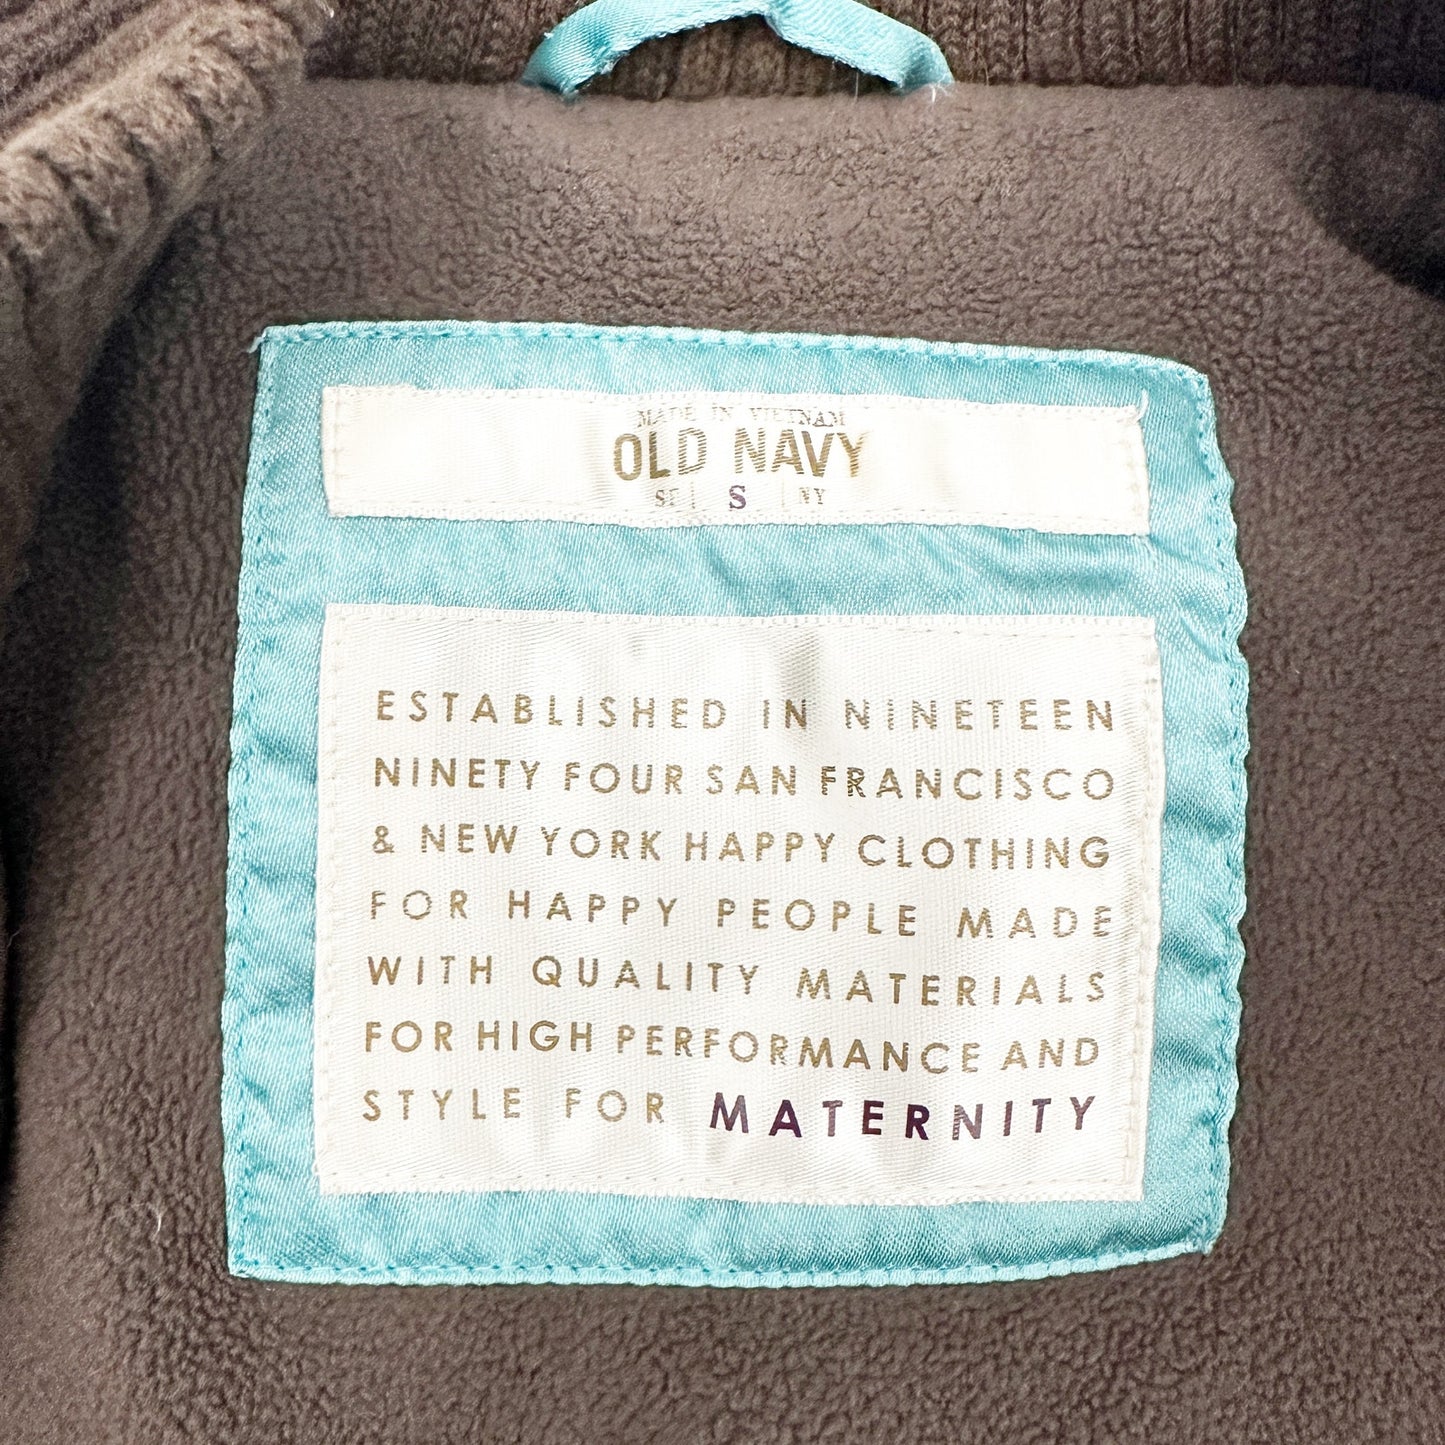 MADE IN VIETNAM
OLD NAVY
SF | S | NY
ESTABLISHED IN NINETEEN
NINETY FOUR SAN FRANCISCO
& NEW YORK HAPPY CLOTHING
FOR HAPPY PEOPLE MADE
WITH QUALITY MATERIALS
FOR HIGH PERFORMANCE AND
STYLE FOR MATERNITY